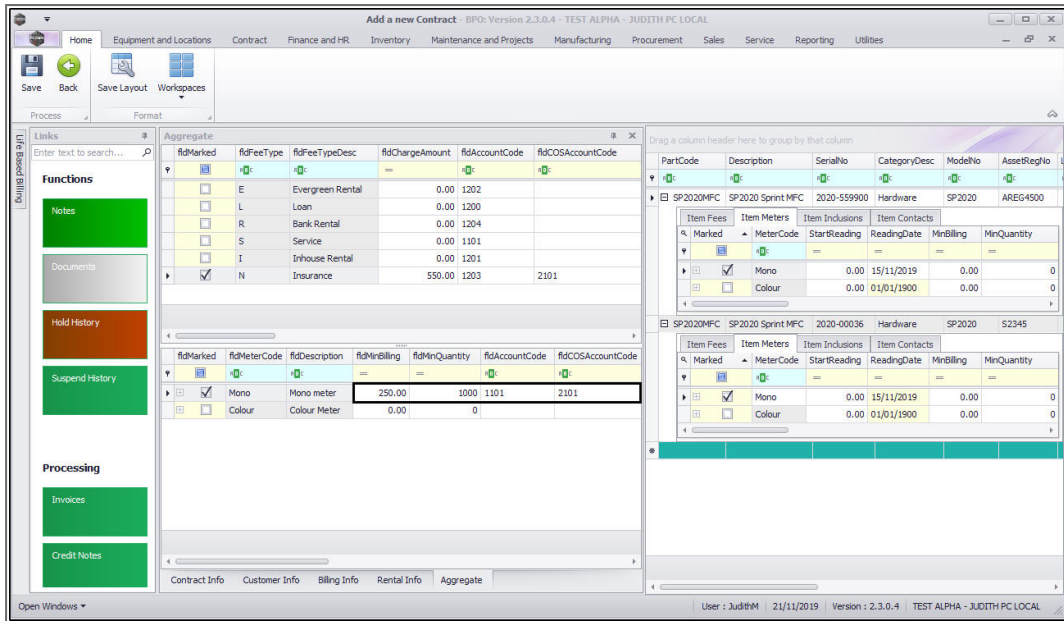 Add a new Contract - BPO: Version 2.3.0.4 - TEST ALPHA - JUDITH PC LOCAL
Home Equipment and Locations Contract Finance and HR Inventory Maintenance and Projects Manufacturing Procurement Sales Service Reporting Utilities
Save Back Save Layout Workspaces
Process Format
Life Based Billing
Links
Enter text to search...
Functions
Notes
Documents
Hold History
Suspend History
Processing
Invoices
Credit Notes
Aggregate
fldMarked fldFeeType fldFeeTypeDesc fldChargeAmount fldAccountCode fldCOSAccountCode
E Evergreen Rental 0.00 1202
L Loan 0.00 1200
R Bank Rental 0.00 1204
S Service 0.00 1101
I Inhouse Rental 0.00 1201
N Insurance 550.00 1203 2101
fldMarked fldMeterCode fldDescription fldMinBilling fldMinQuantity fldAccountCode fldCOSAccountCode
Mono Mono meter 250.00 1000 1101 2101
Colour Colour Meter 0.00 0
Contract Info Customer Info Billing Info Rental Info Aggregate
Drag a column header here to group by that column
PartCode Description SerialNo CategoryDesc ModelNo AssetRegNo
SP2020MFC SP2020 Sprint MFC 2020-559900 Hardware SP2020 AREG4500
Item Fees Item Meters Item Inclusions Item Contacts
Marked MeterCode StartReading ReadingDate MinBilling MinQuantity
Mono 0.00 15/11/2019 0.00 0
Colour 0.00 01/01/1900 0.00 0
SP2020MFC SP2020 Sprint MFC 2020-00036 Hardware SP2020 S2345
Item Fees Item Meters Item Inclusions Item Contacts
Marked MeterCode StartReading ReadingDate MinBilling MinQuantity
Mono 0.00 15/11/2019 0.00 0
Colour 0.00 01/01/1900 0.00 0
Open Windows User : JudithM 21/11/2019 Version : 2.3.0.4 TEST ALPHA - JUDITH PC LOCAL